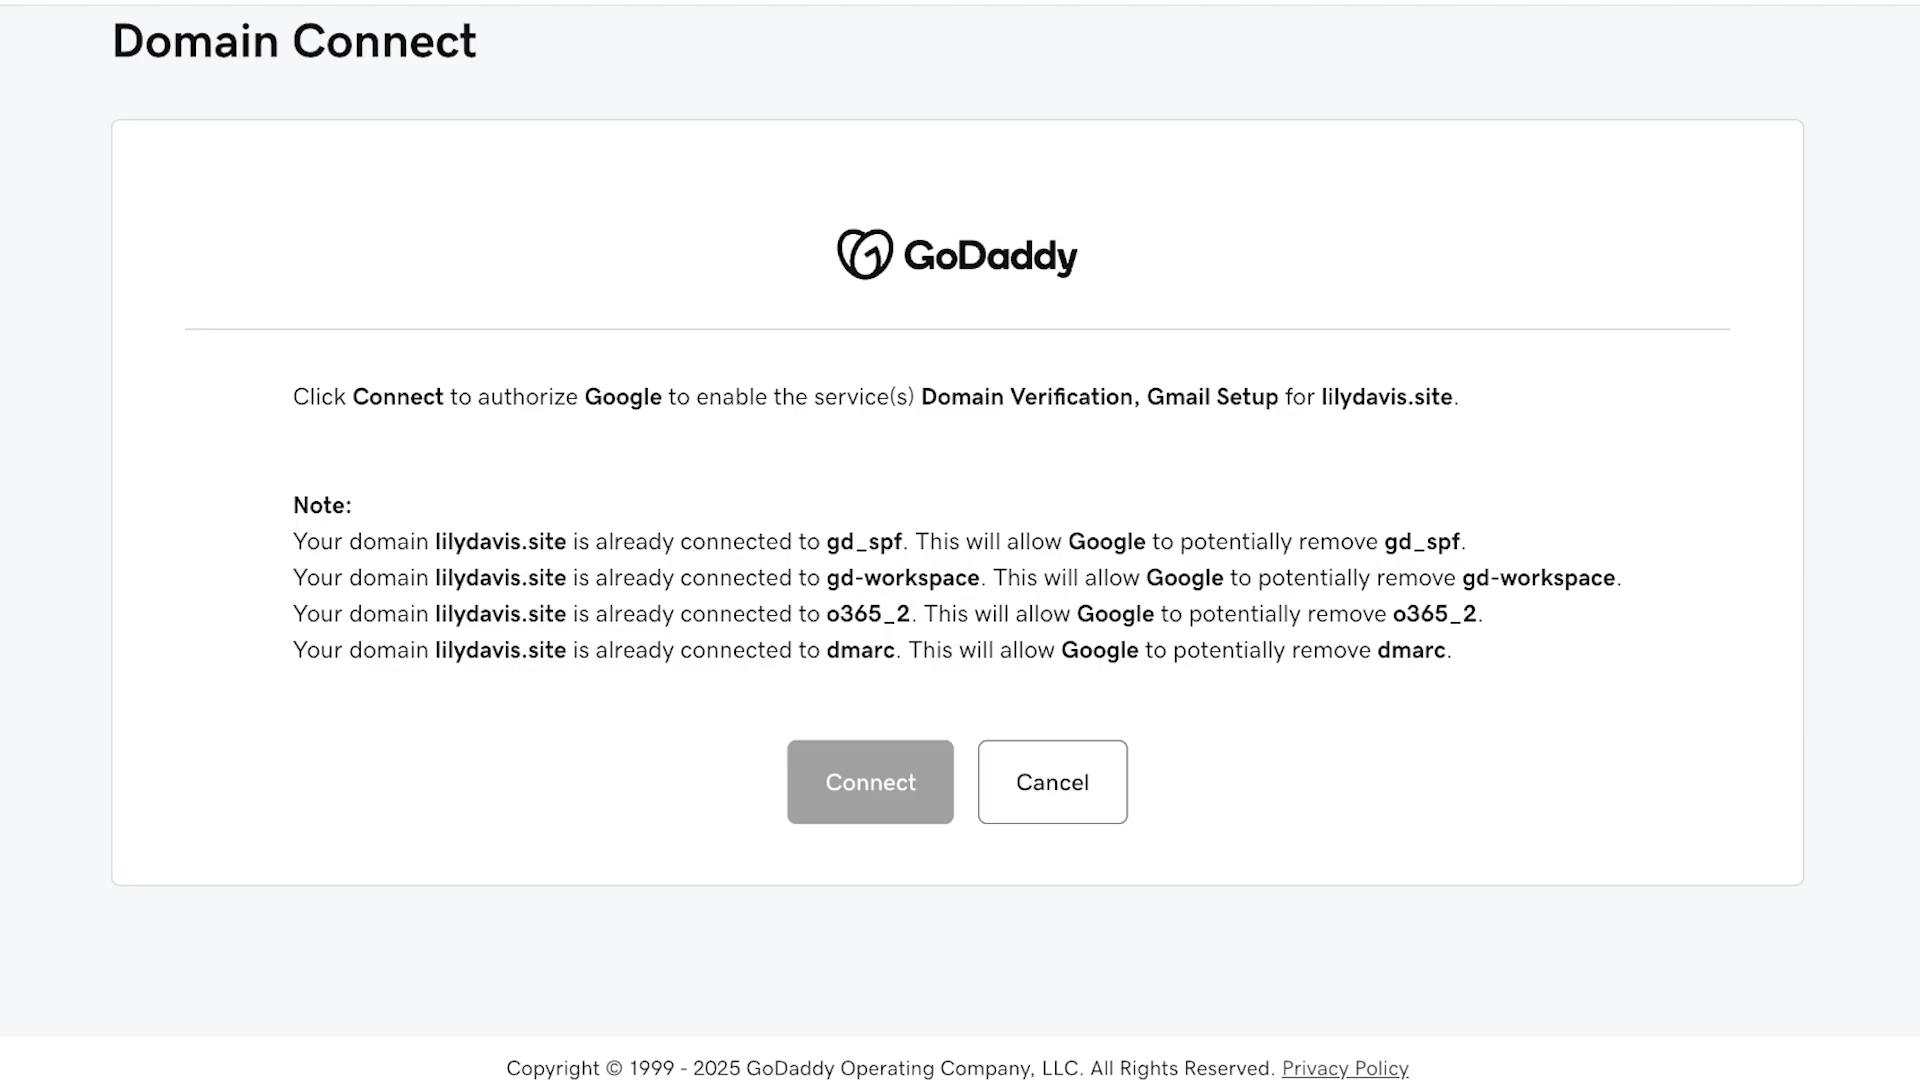 Domain Connect
GoDaddy
Click Connect to authorize Google to enable the service(s) Domain Verification, Gmail Setup for lilydavis.site.
Note:
Your domain lilydavis.site is already connected to gd_spf. This will allow Google to potentially remove gd_spf.
Your domain lilydavis.site is already connected to gd-workspace. This will allow Google to potentially remove gd-workspace.
Your domain lilydavis.site is already connected to o365_2. This will allow Google to potentially remove o365_2.
Your domain lilydavis.site is already connected to dmarc. This will allow Google to potentially remove dmarc.
Connect Cancel
Copyright © 1999 - 2025 GoDaddy Operating Company, LLC. All Rights Reserved. Privacy Policy